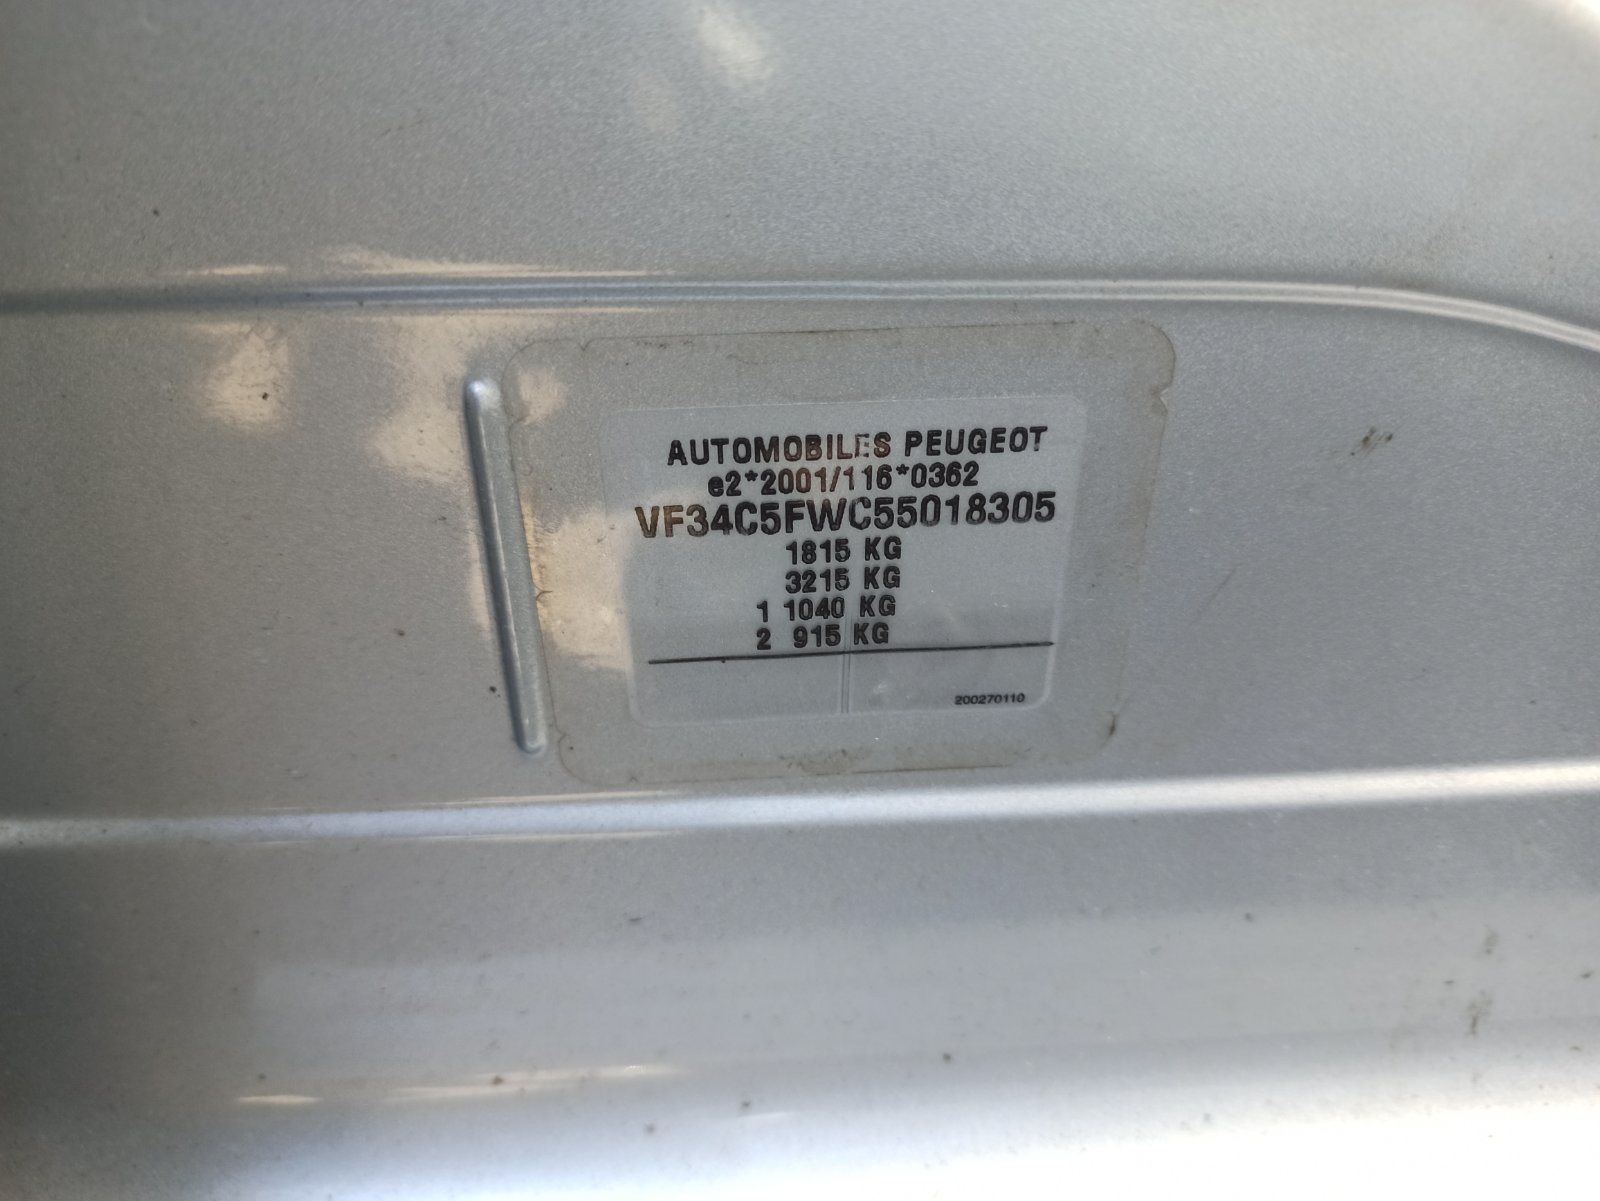 AUTOMOBILES PEUGEOT
e2*2001/116*0362
VF34C5FWC55018305
1815 KG
3215 KG
1 1040 KG
2 915 KG
200270110